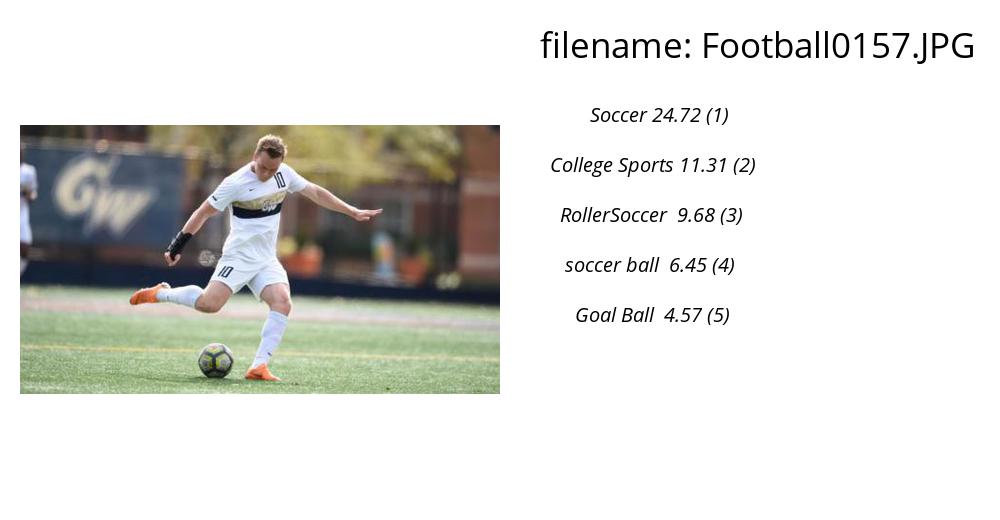 filename: Football0157.JPG
Soccer 24.72 (1)
College Sports 11.31 (2)
RollerSoccer 9.68 (3)
soccer ball 6.45 (4)
Goal Ball 4.57 (5)
GW
10
GW
10